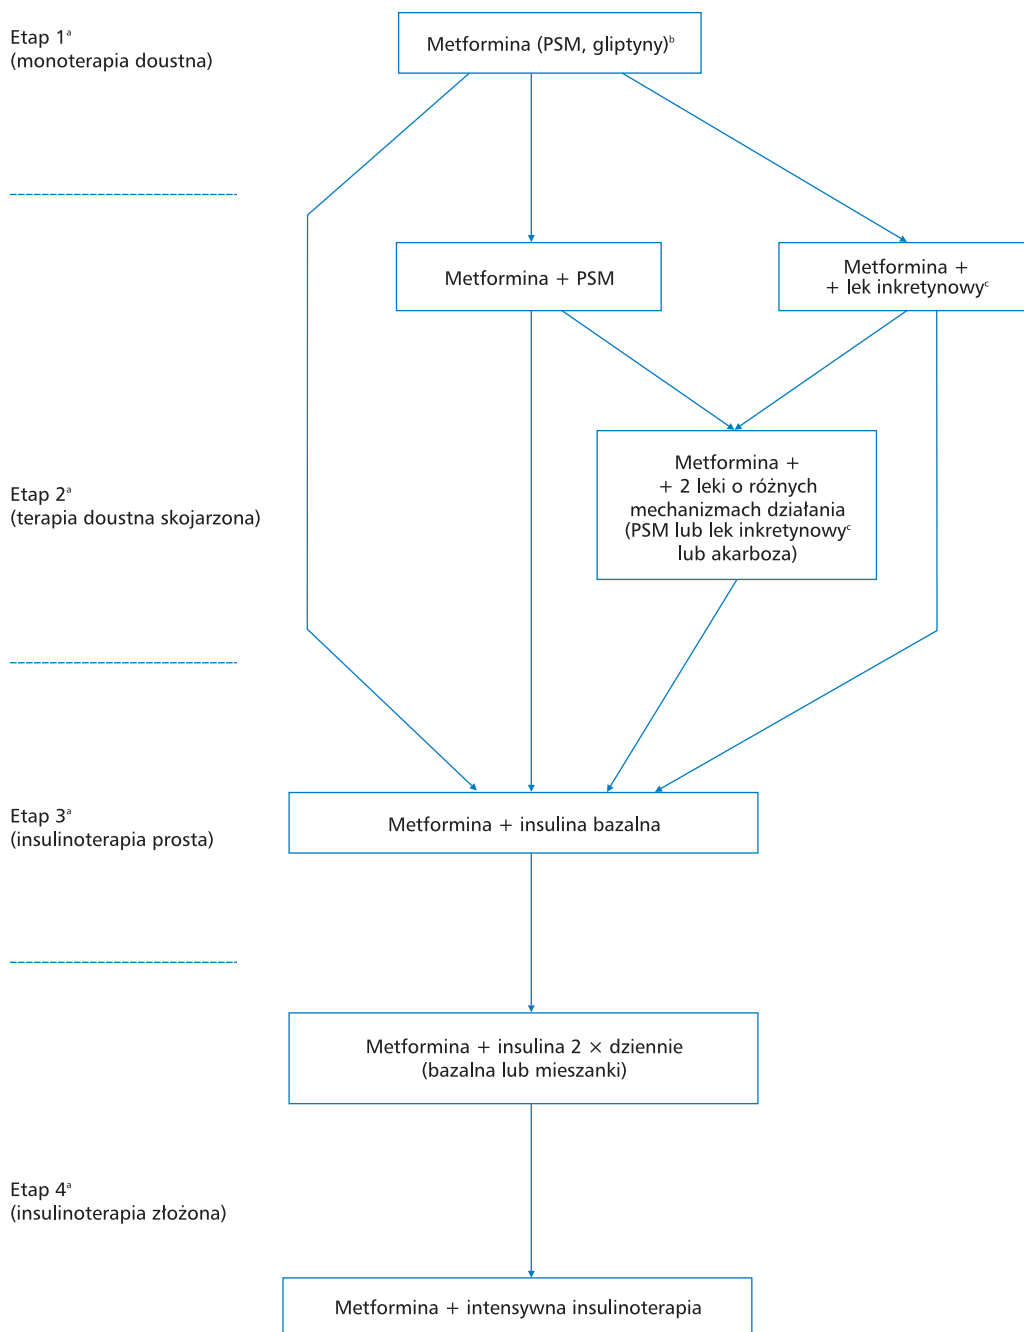 Etap 1ᵃ
(monoterapia doustna)
Metformina (PSM, gliptyny)ᵇ
Metformina + PSM
Metformina +
+ lek inkretynowyᶜ
Etap 2ᵃ
(terapia doustna skojarzona)
Metformina +
+ 2 leki o różnych
mechanizmach działania
(PSM lub lek inkretynowyᶜ
lub akarboza)
Etap 3ᵃ
(insulinoterapia prosta)
Metformina + insulina bazalna
Metformina + insulina 2 × dziennie
(bazalna lub mieszanki)
Etap 4ᵃ
(insulinoterapia złożona)
Metformina + intensywna insulinoterapia